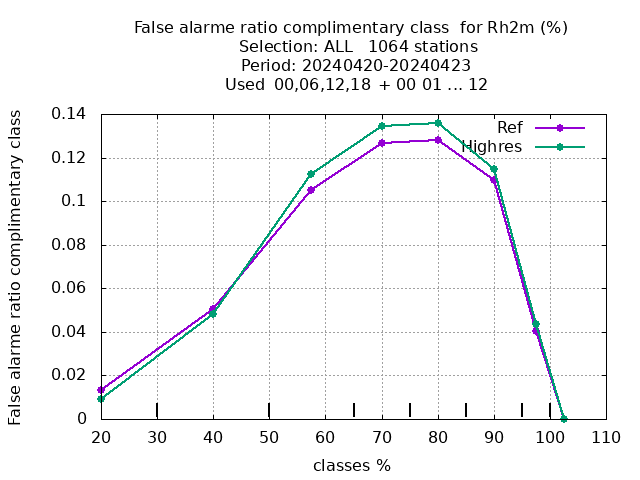 False alarme ratio complimentary class  for Rh2m (%)
Selection: ALL   1064 stations
Period: 20240420-20240423
Used  00,06,12,18  + 00 01 ... 12
False alarme ratio complimentary class
0.14
0.12
0.1
0.08
0.06
0.04
0.02
0
Ref
Highres
20 30 40 50 60 70 80 90 100 110
classes %